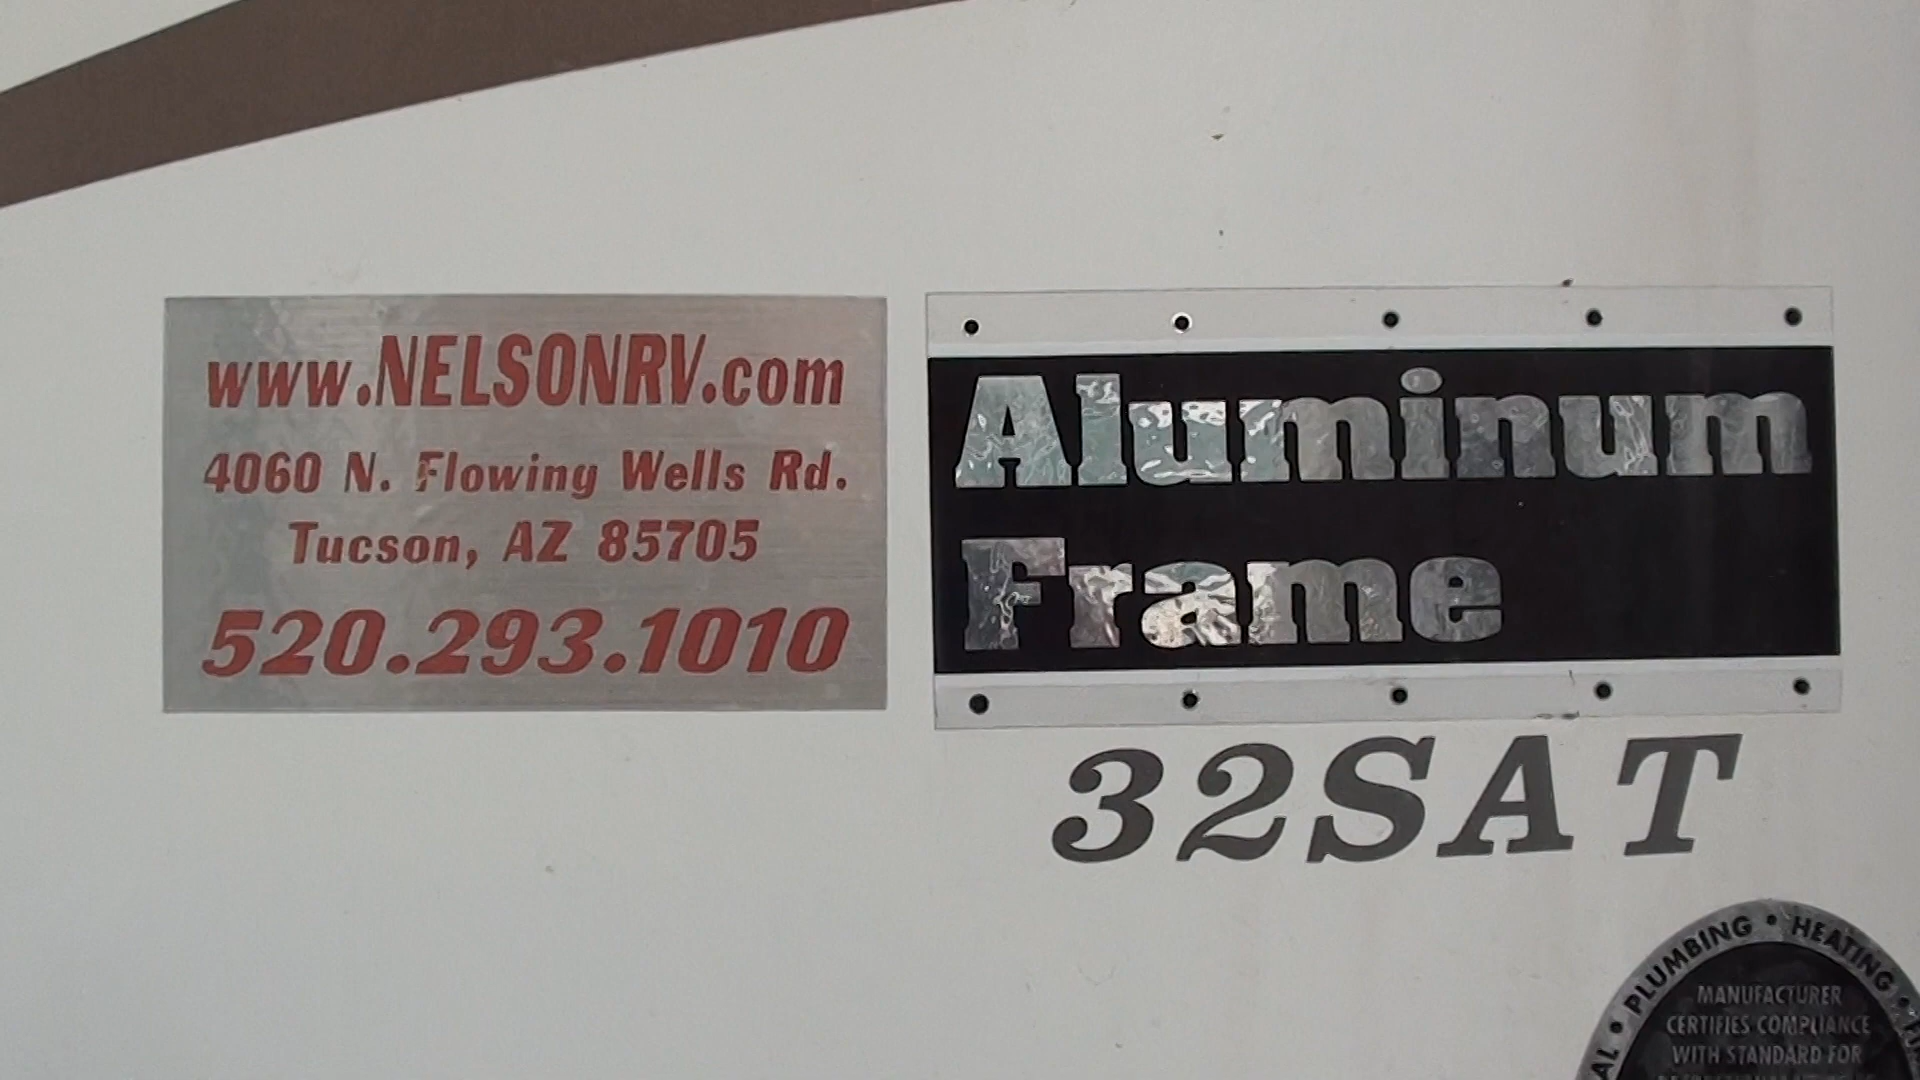 www.NELSONRV.com
4060 N. Flowing Wells Rd.
Tucson, AZ 85705
520.293.1010
Aluminum
Frame
32SAT
PLUMBING • HEATING •
MANUFACTURER
CERTIFIES COMPLIANCE
WITH STANDARD FOR